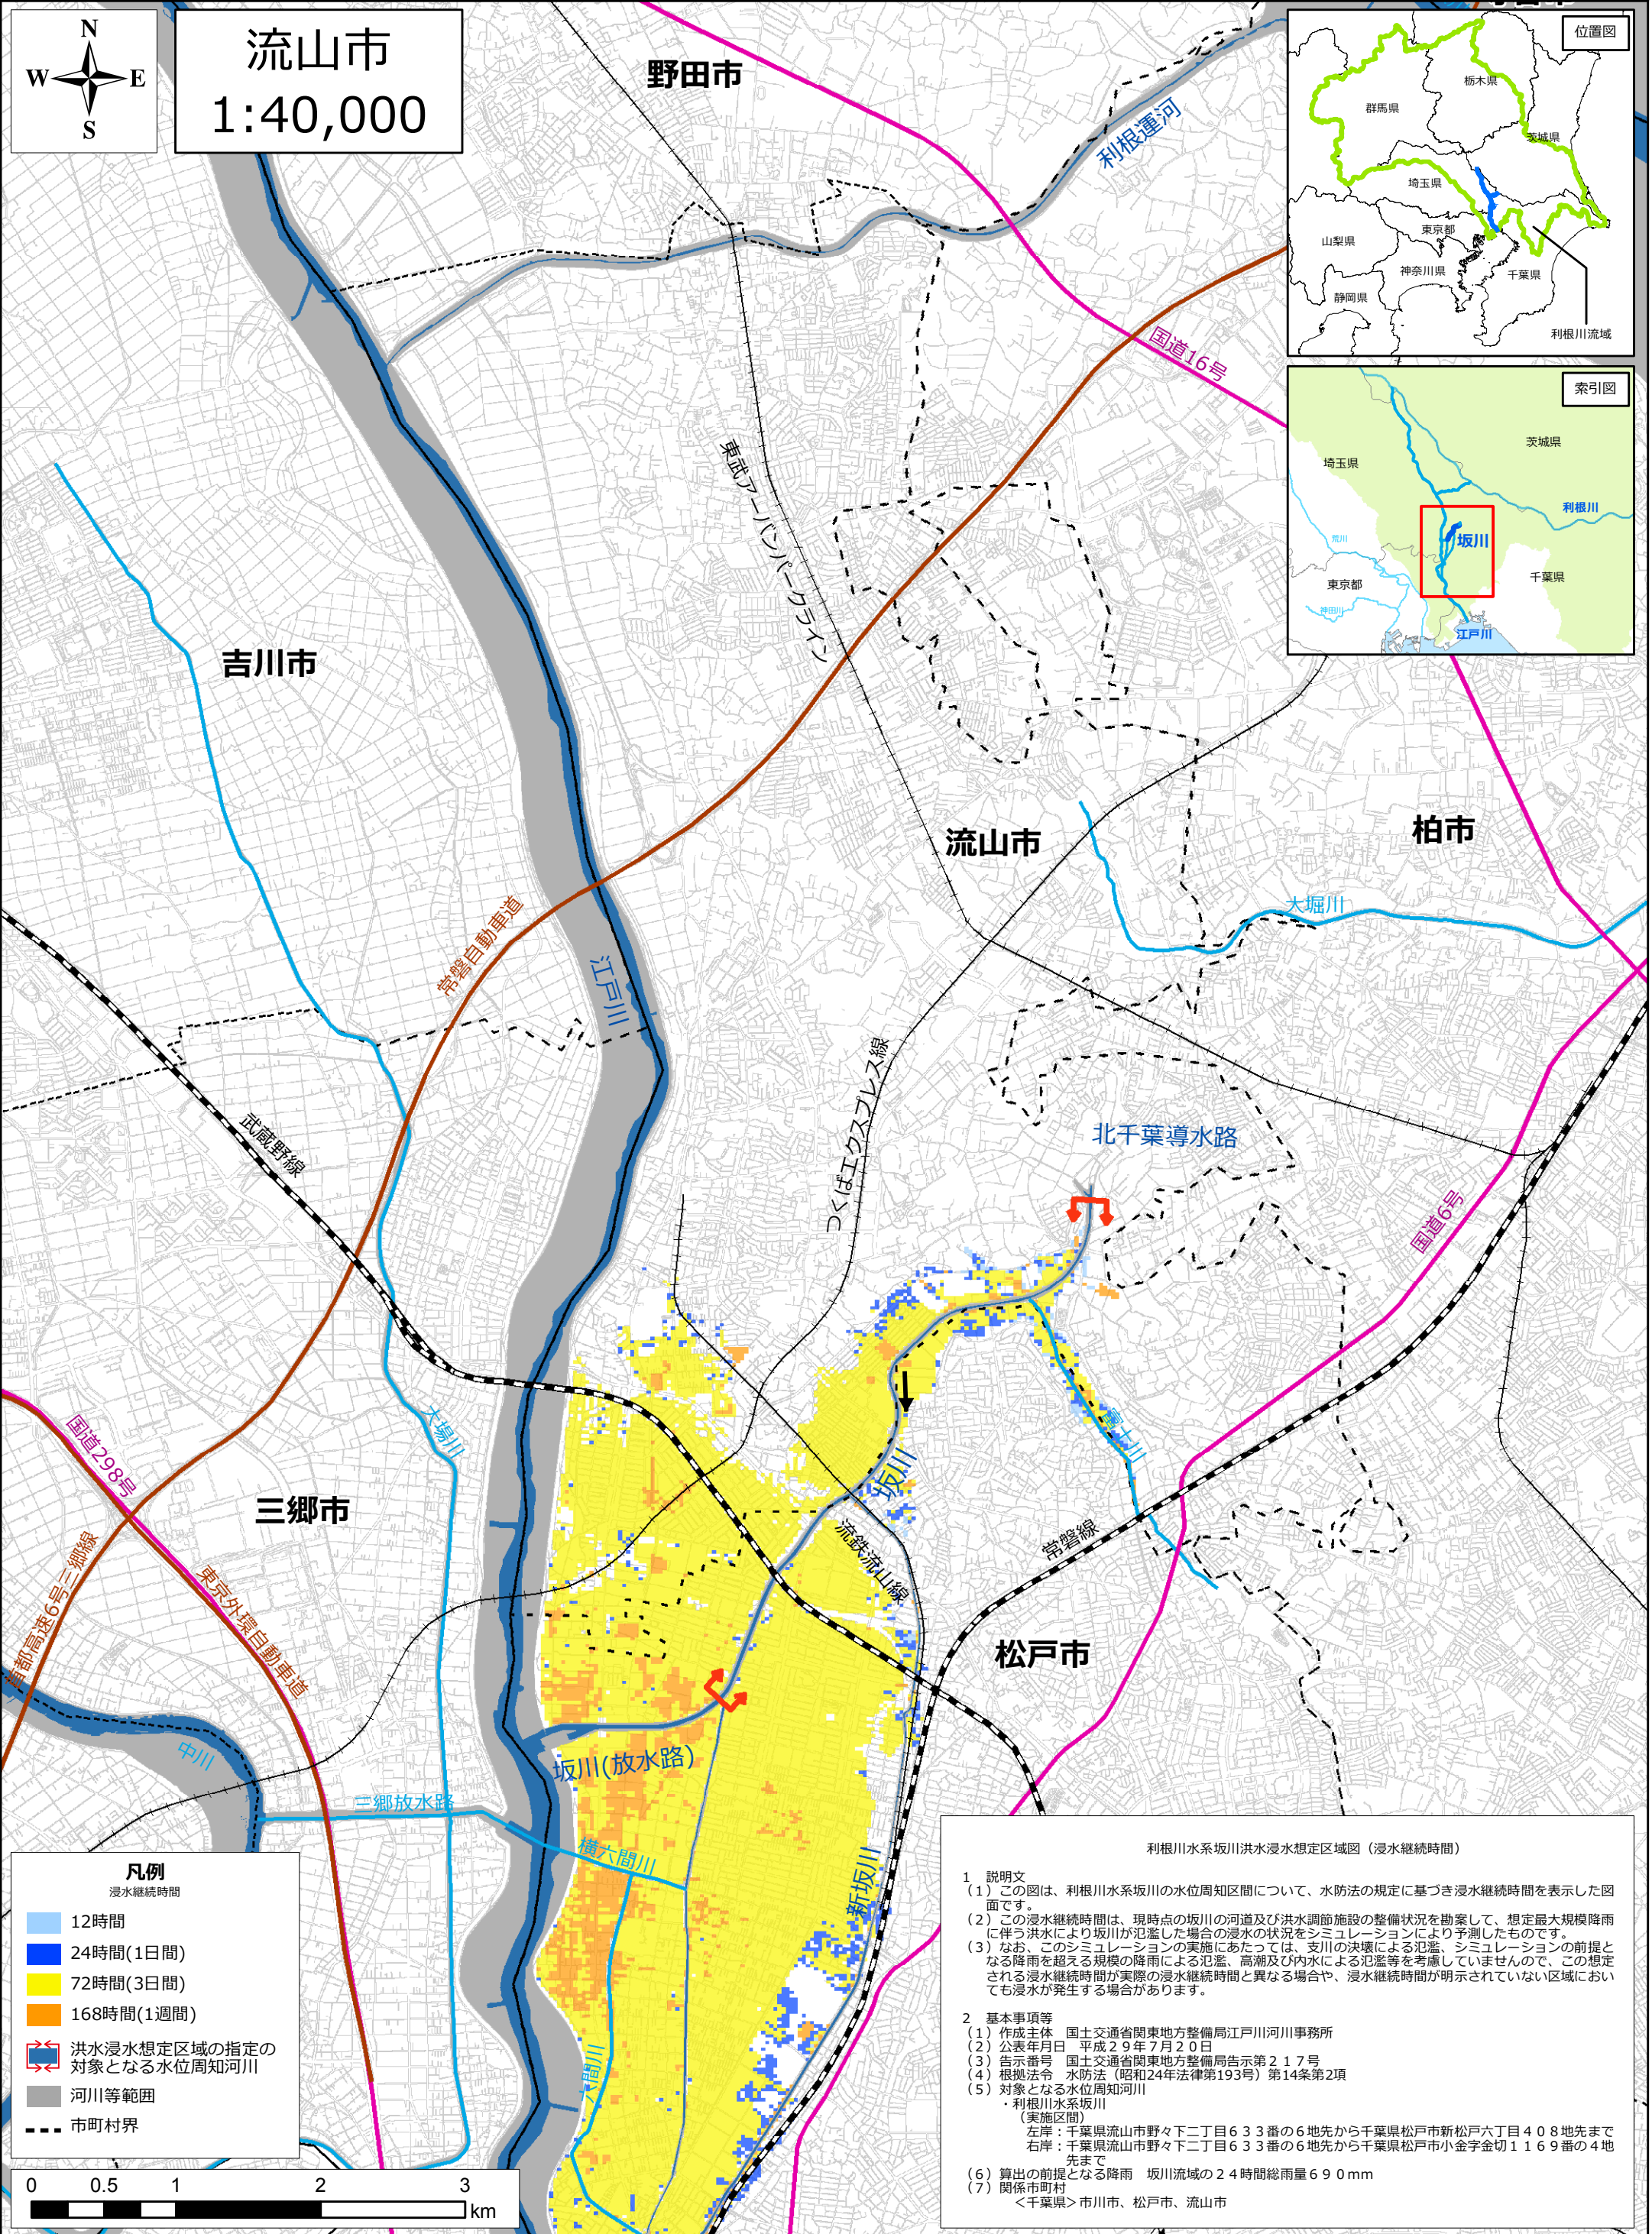 N
W E
S
流山市
1:40,000
野田市
利根運河
国道16号
東武アーバンパークライン
吉川市
流山市
柏市
大堀川
常磐自動車道
江戸川
つくばエクスプレス線
武蔵野線
北千葉導水路
国道6号
国道298号
大場川
三郷市
首都高速6号三郷線
東京外環自動車道
坂川
富士川
流鉄流山線
常磐線
松戸市
中川
坂川(放水路)
三郷放水路
横六間川
新坂川
六間川
位置図
栃木県
群馬県
茨城県
埼玉県
東京都
山梨県
神奈川県
千葉県
静岡県
利根川流域
索引図
茨城県
埼玉県
利根川
荒川
坂川
東京都
千葉県
神田川
江戸川
凡例
浸水継続時間
12時間
24時間(1日間)
72時間(3日間)
168時間(1週間)
洪水浸水想定区域の指定の
対象となる水位周知河川
河川等範囲
市町村界
0 0.5 1 2 3
km
利根川水系坂川洪水浸水想定区域図（浸水継続時間）
1 説明文
（1）この図は、利根川水系坂川の水位周知区間について、水防法の規定に基づき浸水継続時間を表示した図
面です。
（2）この浸水継続時間は、現時点の坂川の河道及び洪水調節施設の整備状況を勘案して、想定最大規模降雨
に伴う洪水により坂川が氾濫した場合の浸水の状況をシミュレーションにより予測したものです。
（3）なお、このシミュレーションの実施にあたっては、支川の決壊による氾濫、シミュレーションの前提と
なる降雨を超える規模の降雨による氾濫、高潮及び内水による氾濫等を考慮していませんので、この想定
される浸水継続時間が実際の浸水継続時間と異なる場合や、浸水継続時間が明示されていない区域におい
ても浸水が発生する場合があります。
2 基本事項等
（1）作成主体 国土交通省関東地方整備局江戸川河川事務所
（2）公表年月日 平成２９年７月２０日
（3）告示番号 国土交通省関東地方整備局告示第２１７号
（4）根拠法令 水防法（昭和24年法律第193号）第14条第2項
（5）対象となる水位周知河川
・利根川水系坂川
（実施区間）
左岸：千葉県流山市野々下二丁目６３３番の６地先から千葉県松戸市新松戸六丁目４０８地先まで
右岸：千葉県流山市野々下二丁目６３３番の６地先から千葉県松戸市小金字金切１１６９番の４地
先まで
（6）算出の前提となる降雨 坂川流域の２４時間総雨量６９０mm
（7）関係市町村
＜千葉県＞市川市、松戸市、流山市